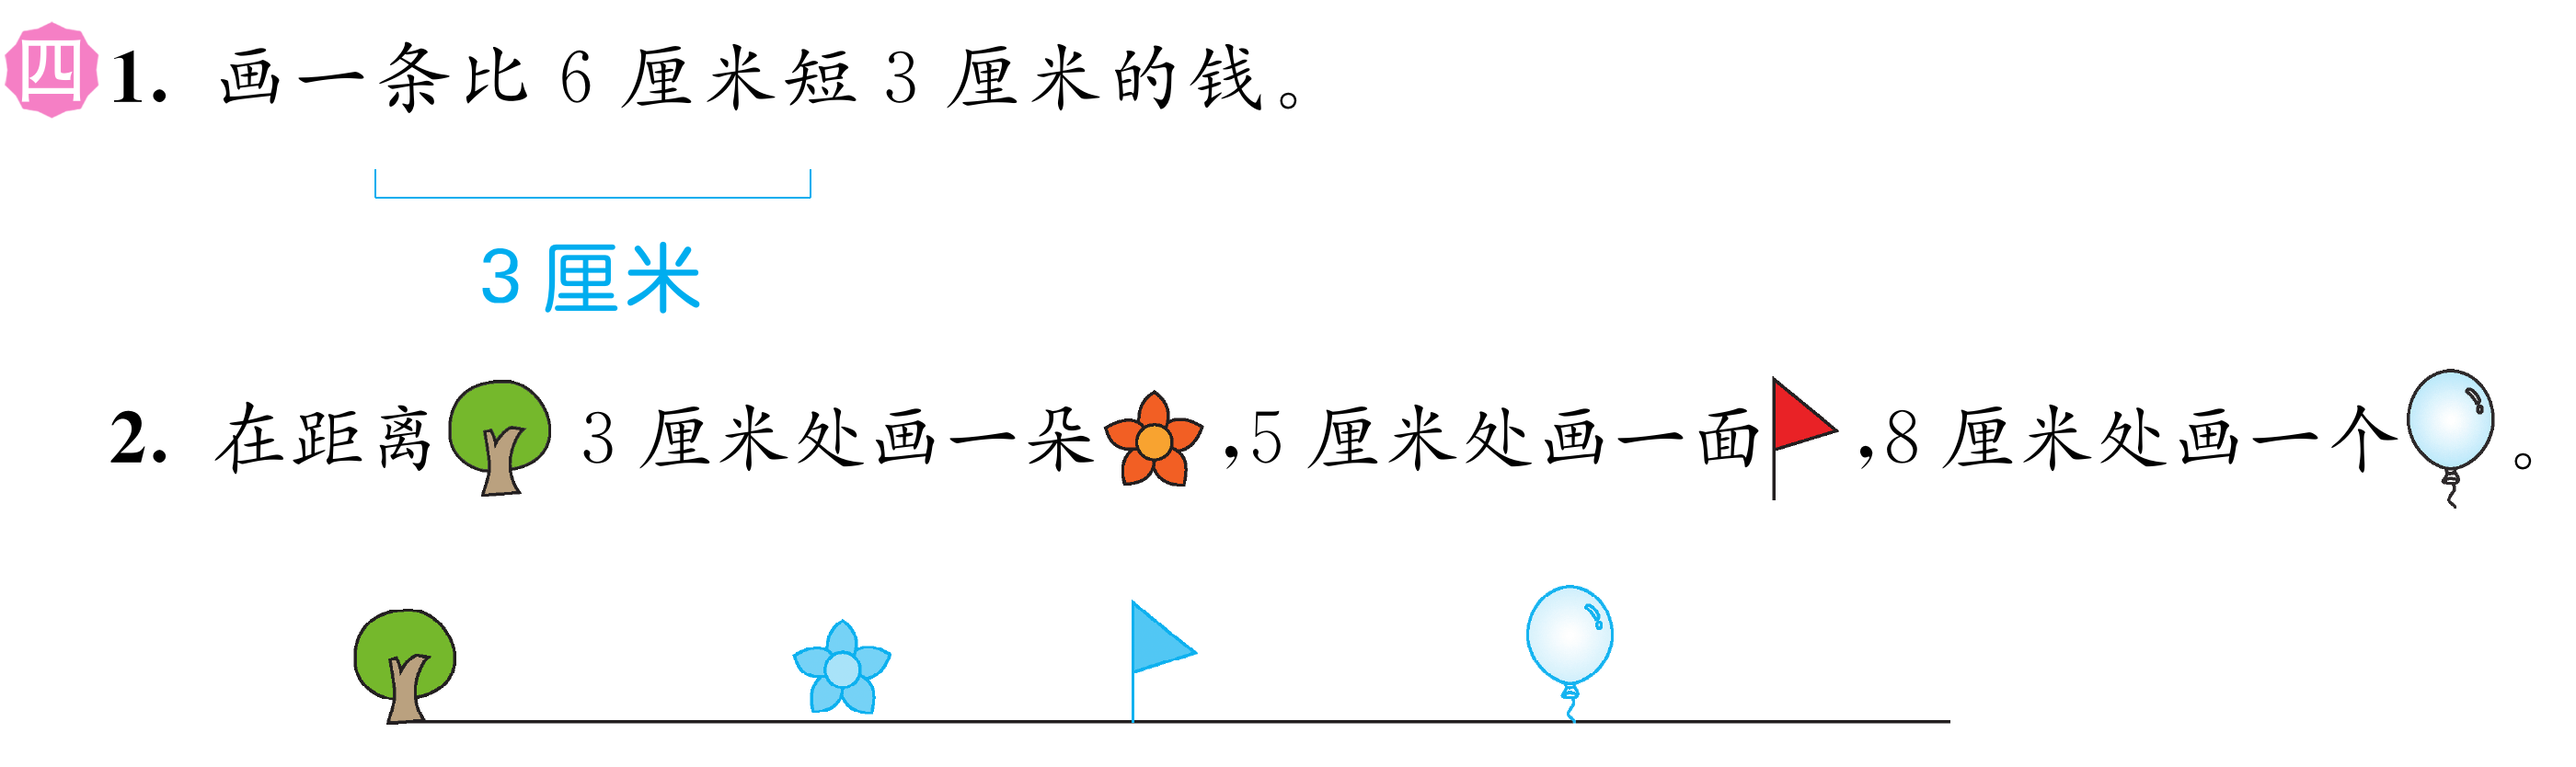 四 1. 画一条比 6 厘米短 3 厘米的钱。
3 厘米
2. 在距离 3 厘米处画一朵 ,5 厘米处画一面 ,8 厘米处画一个 。